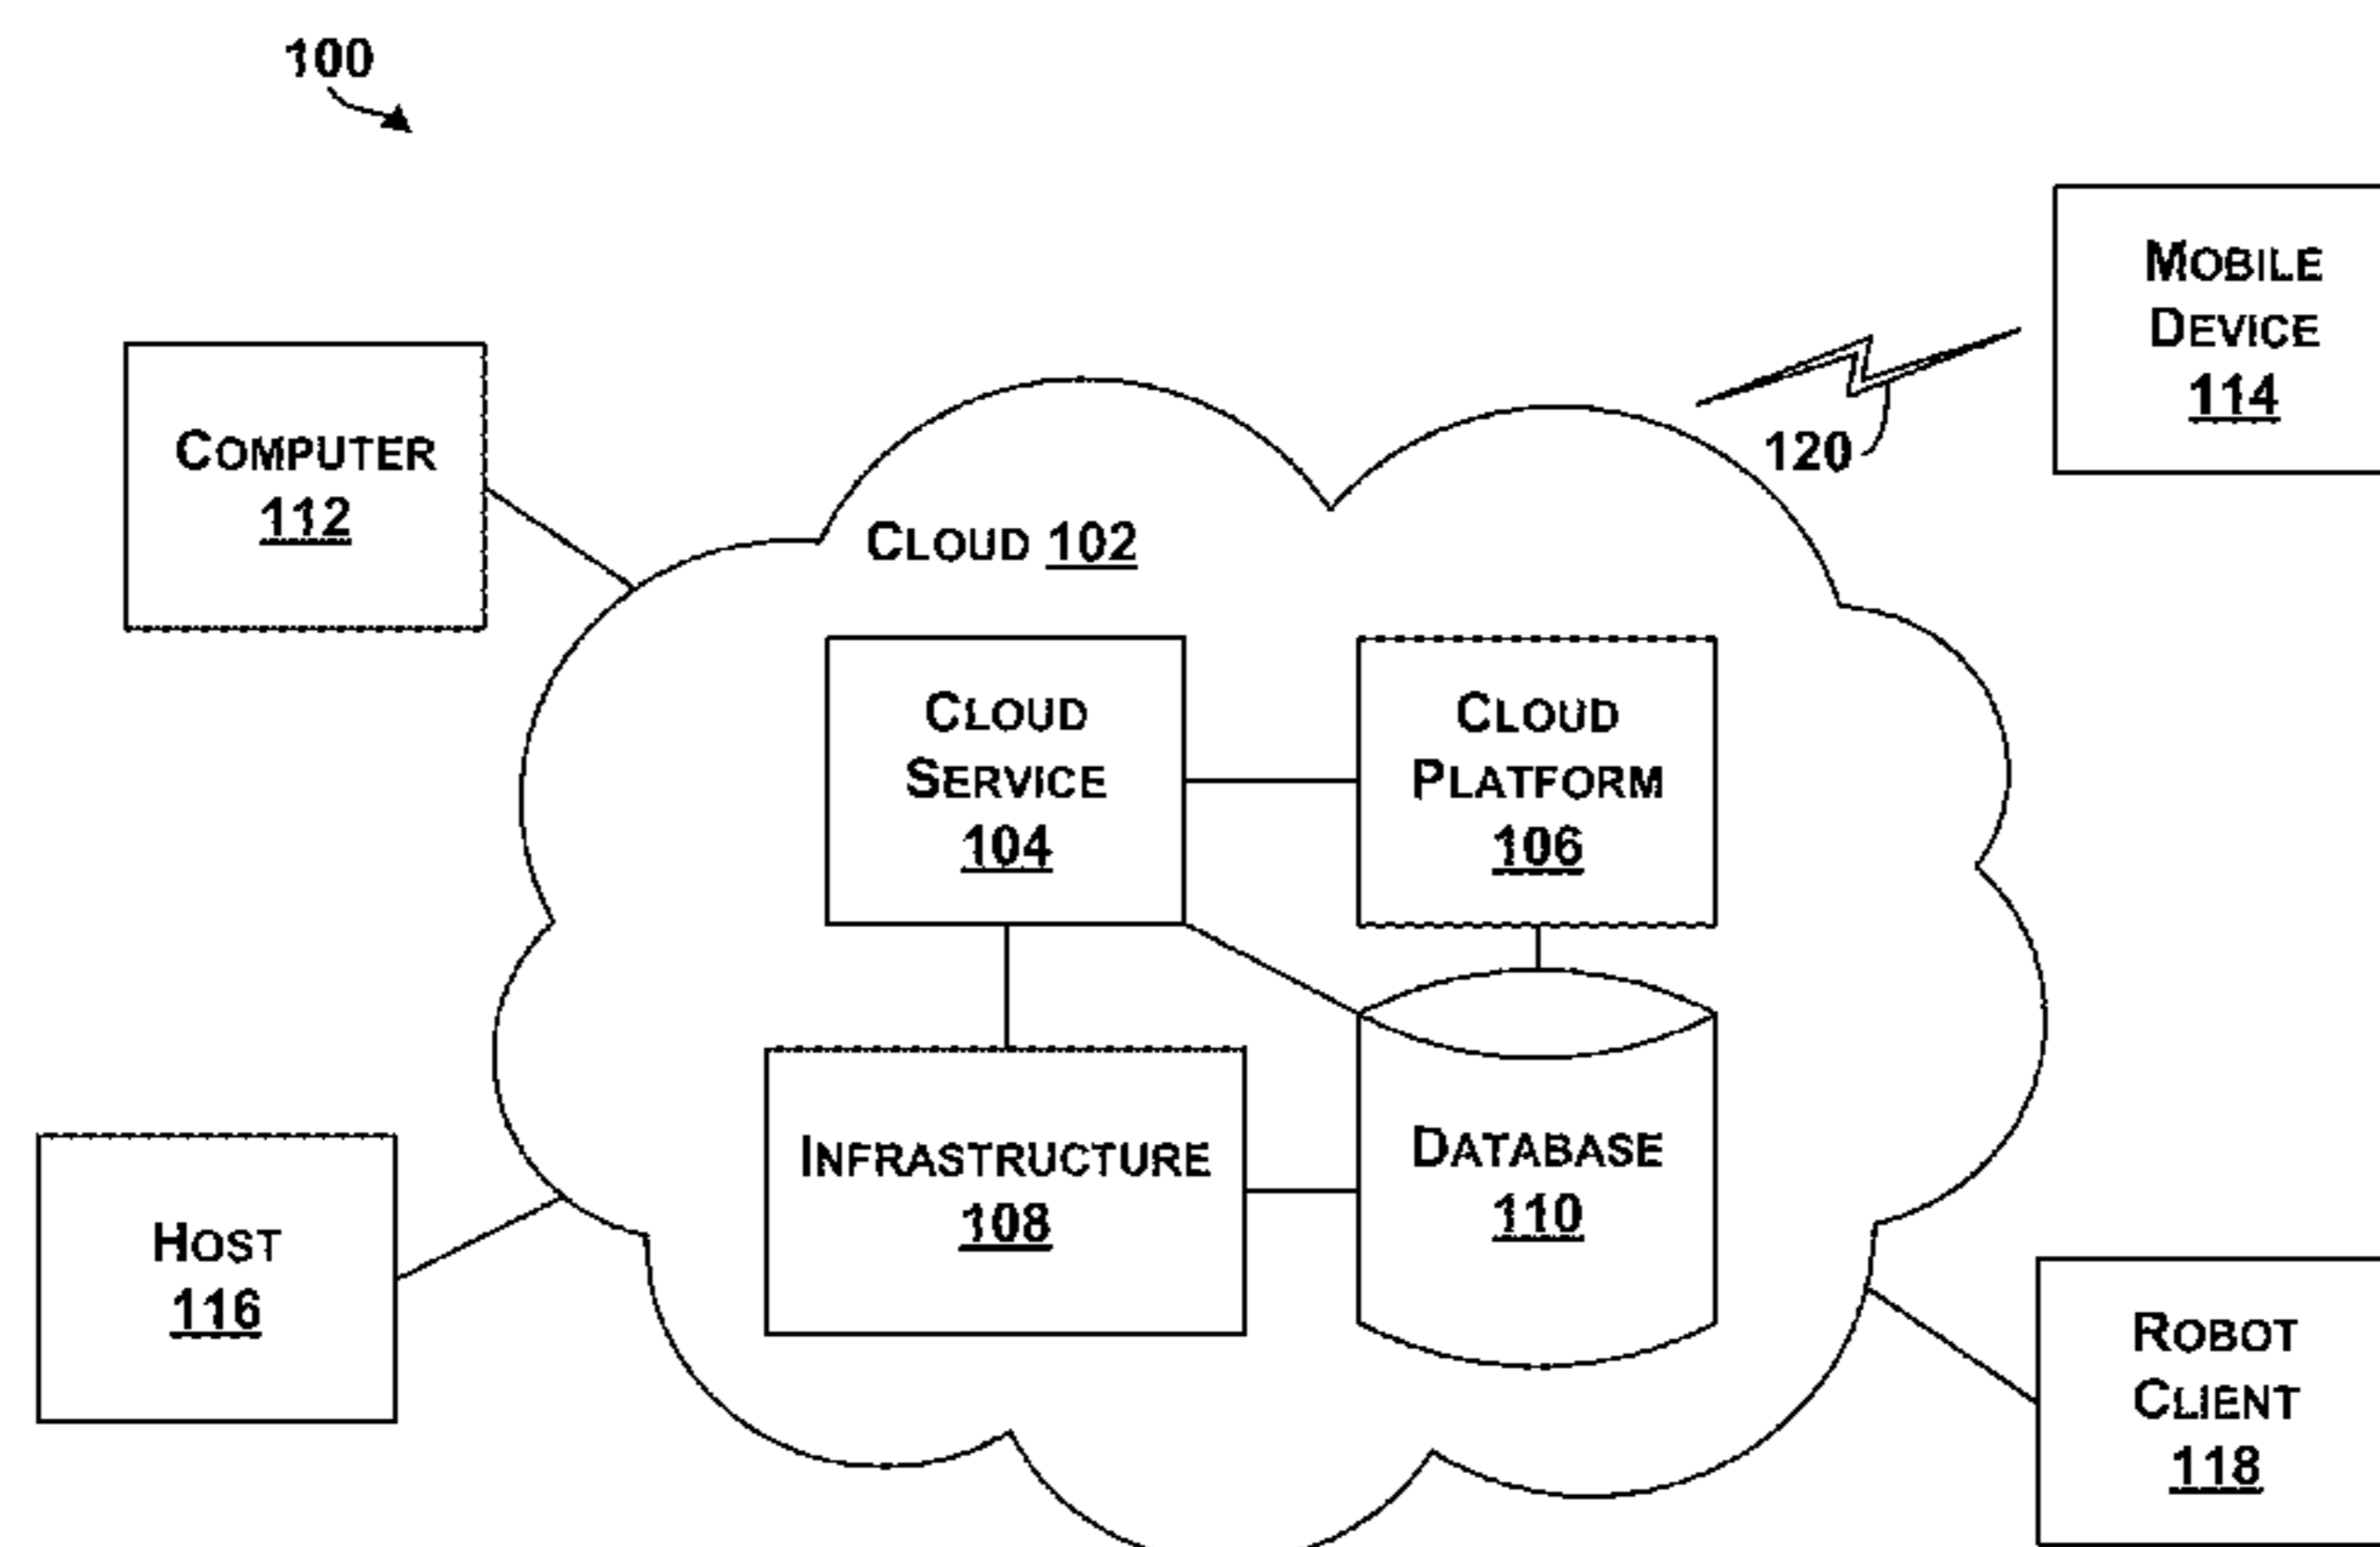 100
MOBILE
DEVICE
114
120
COMPUTER
112
CLOUD 102
CLOUD
SERVICE
104
CLOUD
PLATFORM
106
INFRASTRUCTURE
108
DATABASE
110
HOST
116
ROBOT
CLIENT
118